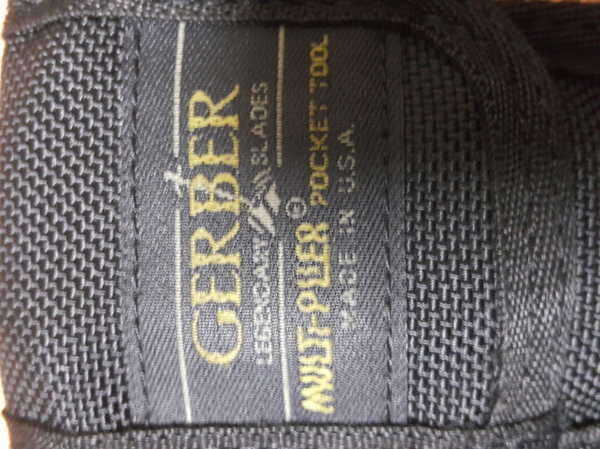 GERBER
LEGENDARY BLADES
MULTI-PLIER® POCKET TOOL
MADE IN U.S.A.